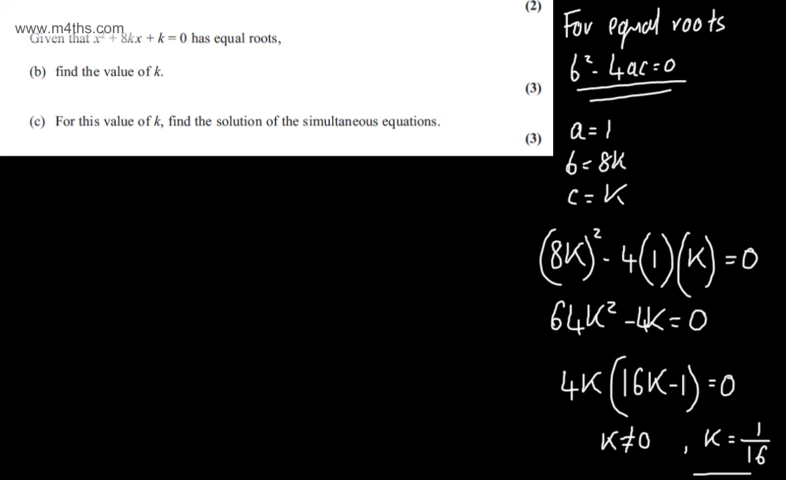 (2)
www.m4ths.com
Given that x² + 8kx + k = 0 has equal roots,
(b) find the value of k.
(3)
(c) For this value of k, find the solution of the simultaneous equations.
(3)
For equal roots
b² - 4ac = 0
a = 1
b = 8K
c = K
(8K)² - 4(1)(K) = 0
64K² - 4K = 0
4K(16K-1) = 0
K ≠ 0 , K = 1/16